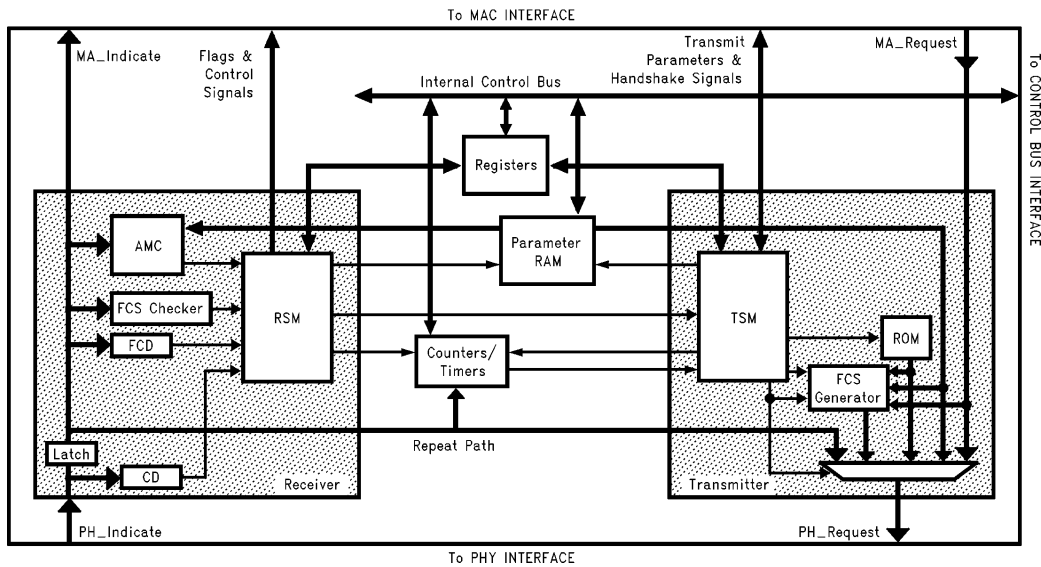 To MAC INTERFACE
MA_Indicate
Flags &
Control
Signals
Transmit
Parameters &
Handshake Signals
MA_Request
To CONTROL BUS INTERFACE
Internal Control Bus
Registers
AMC
Parameter
RAM
FCS Checker
RSM
TSM
FCD
ROM
Counters/
Timers
FCS
Generator
Repeat Path
Latch
CD
Receiver
Transmitter
PH_Indicate
PH_Request
To PHY INTERFACE